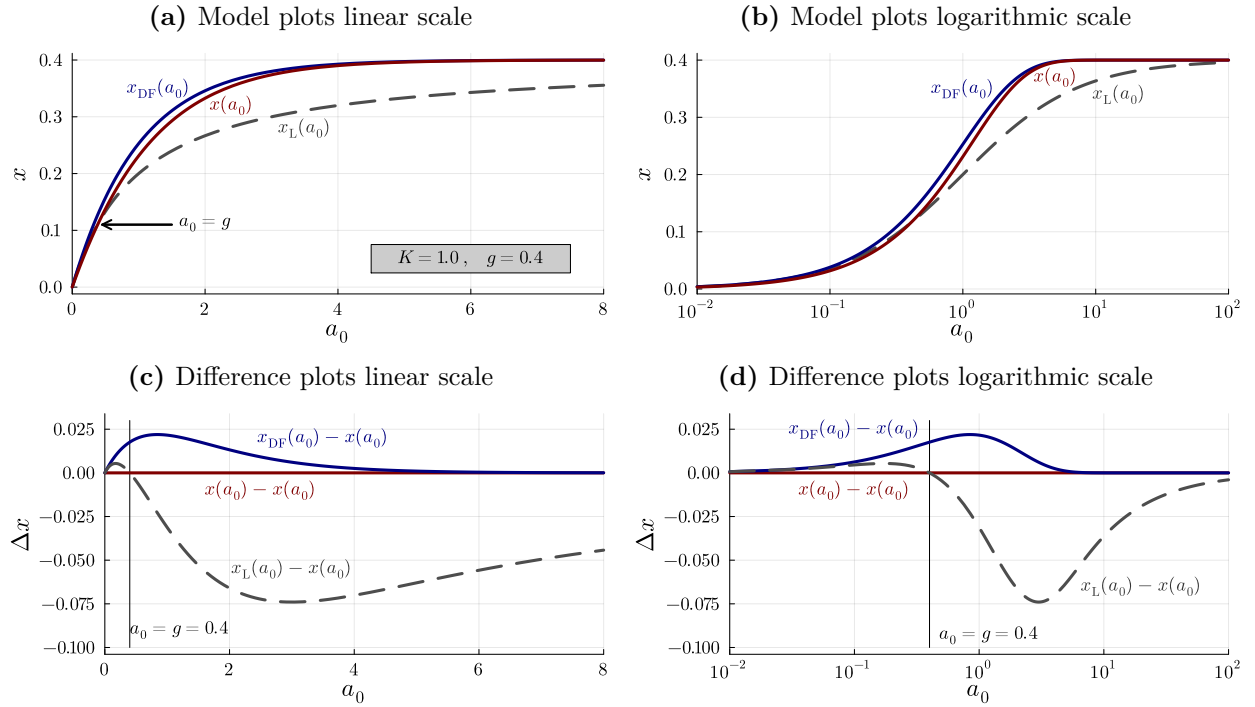 (a) Model plots linear scale
0.4
0.3
0.2
0.1
0.0
x
x_DF(a_0)
x(a_0)
x_L(a_0)
a_0 = g
K = 1.0 , g = 0.4
0 2 4 6 8
a_0
(b) Model plots logarithmic scale
0.4
0.3
0.2
0.1
0.0
x
x_DF(a_0)
x(a_0)
x_L(a_0)
10^−2 10^−1 10^0 10^1 10^2
a_0
(c) Difference plots linear scale
0.025
0.000
−0.025
−0.050
−0.075
−0.100
Δx
x_DF(a_0) − x(a_0)
x(a_0) − x(a_0)
x_L(a_0) − x(a_0)
a_0 = g = 0.4
0 2 4 6 8
a_0
(d) Difference plots logarithmic scale
0.025
0.000
−0.025
−0.050
−0.075
−0.100
Δx
x_DF(a_0) − x(a_0)
x(a_0) − x(a_0)
x_L(a_0) − x(a_0)
a_0 = g = 0.4
10^−2 10^−1 10^0 10^1 10^2
a_0